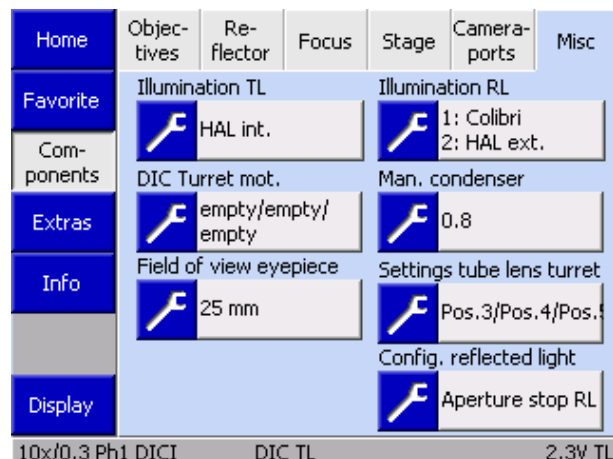 Home
Objec-
tives
Re-
flector
Focus
Stage
Camera-
ports
Misc
Favorite
Com-
ponents
Extras
Info
Display
Illumination TL
HAL int.
Illumination RL
1: Colibri
2: HAL ext.
DIC Turret mot.
empty/empty/
empty
Man. condenser
0.8
Field of view eyepiece
25 mm
Settings tube lens turret
Pos.3/Pos.4/Pos.5
Config. reflected light
Aperture stop RL
10x/0.3 Ph1 DICI DIC TL 2.3V TL